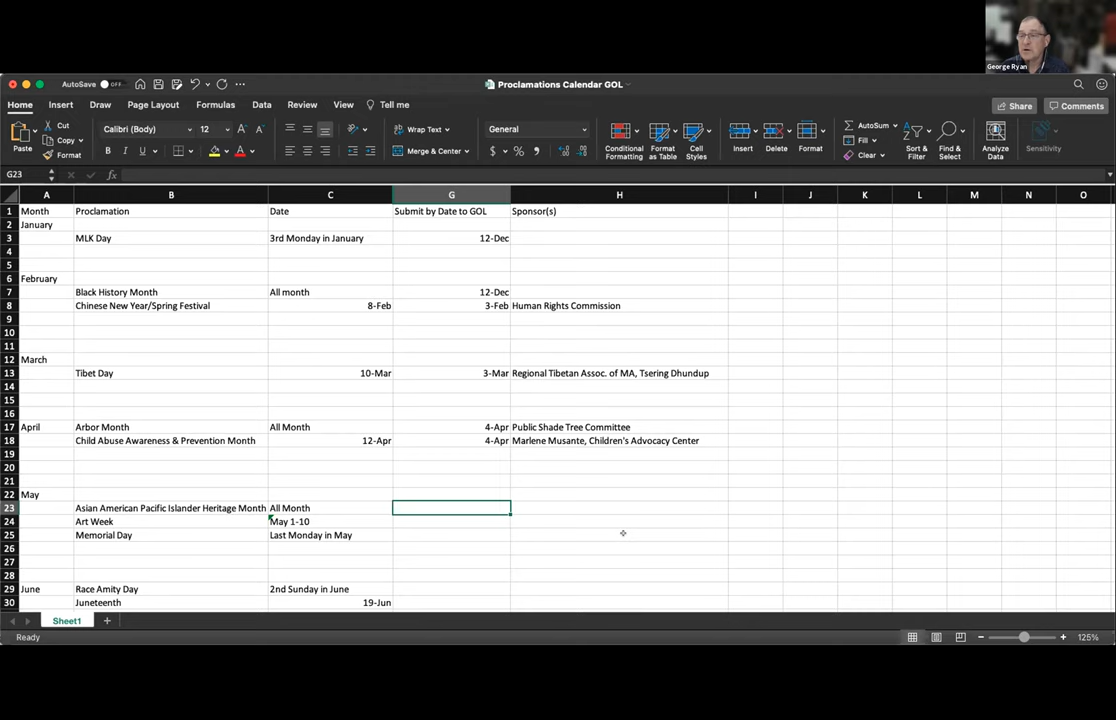 George Ryan
AutoSave OFF
Proclamations Calendar GOL
Home Insert Draw Page Layout Formulas Data Review View Tell me Share Comments
Paste Cut Copy Format
Calibri (Body) 12
B I U
Wrap Text
Merge & Center
General
$ %
Conditional Formatting
Format as Table
Cell Styles
Insert Delete Format
AutoSum
Fill
Clear
Sort & Filter
Find & Select
Analyze Data
Sensitivity
G23 fx
A B C G H I J K L M N O
1 Month Proclamation Date Submit by Date to GOL Sponsor(s)
2 January
3 MLK Day 3rd Monday in January 12-Dec
4
5
6 February
7 Black History Month All month 12-Dec
8 Chinese New Year/Spring Festival 8-Feb 3-Feb Human Rights Commission
9
10
11
12 March
13 Tibet Day 10-Mar 3-Mar Regional Tibetan Assoc. of MA, Tsering Dhundup
14
15
16
17 April Arbor Month All Month 4-Apr Public Shade Tree Committee
18 Child Abuse Awareness & Prevention Month 12-Apr 4-Apr Marlene Musante, Children's Advocacy Center
19
20
21
22 May
23 Asian American Pacific Islander Heritage Month All Month
24 Art Week May 1-10
25 Memorial Day Last Monday in May
26
27
28
29 June Race Amity Day 2nd Sunday in June
30 Juneteenth 19-Jun
Sheet1 +
Ready 125%